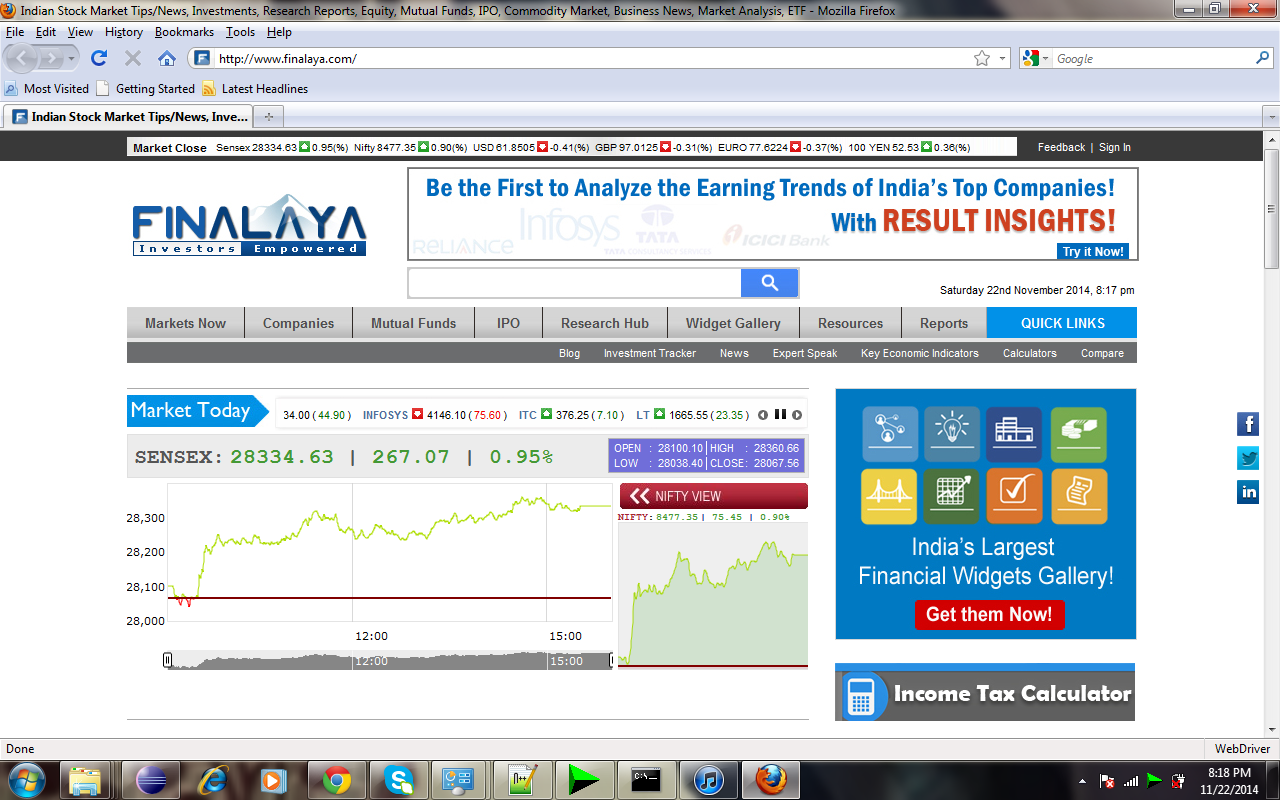 Indian Stock Market Tips/News, Investments, Research Reports, Equity, Mutual Funds, IPO, Commodity Market, Business News, Market Analysis, ETF - Mozilla Firefox
File Edit View History Bookmarks Tools Help
http://www.finalaya.com/ Google
Most Visited Getting Started Latest Headlines
Indian Stock Market Tips/News, Inve...
Market Close Sensex 28334.63 0.95(%) Nifty 8477.35 0.90(%) USD 61.8505 -0.41(%) GBP 97.0125 -0.31(%) EURO 77.6224 -0.37(%) 100 YEN 52.53 0.36(%) Feedback | Sign In
FINALAYA
Investors Empowered
Be the First to Analyze the Earning Trends of India's Top Companies!
With RESULT INSIGHTS!
RELIANCE Infosys TATA ICICI Bank
TATA CONSULTANCY SERVICES
Try it Now!
Saturday 22nd November 2014, 8:17 pm
Markets Now Companies Mutual Funds IPO Research Hub Widget Gallery Resources Reports QUICK LINKS
Blog Investment Tracker News Expert Speak Key Economic Indicators Calculators Compare
Market Today 34.00 ( 44.90 ) INFOSYS 4146.10 ( 75.60 ) ITC 376.25 ( 7.10 ) LT 1665.55 ( 23.35 )
SENSEX: 28334.63 | 267.07 | 0.95%
OPEN : 28100.10 HIGH : 28360.66
LOW : 28038.40 CLOSE: 28067.56
NIFTY VIEW
NIFTY: 8477.35 | 75.45 | 0.90%
28,300
28,200
28,100
28,000
12:00 15:00
12:00 15:00
India's Largest
Financial Widgets Gallery!
Get them Now!
f
in
Income Tax Calculator
Done WebDriver
C:\_
8:18 PM
11/22/2014